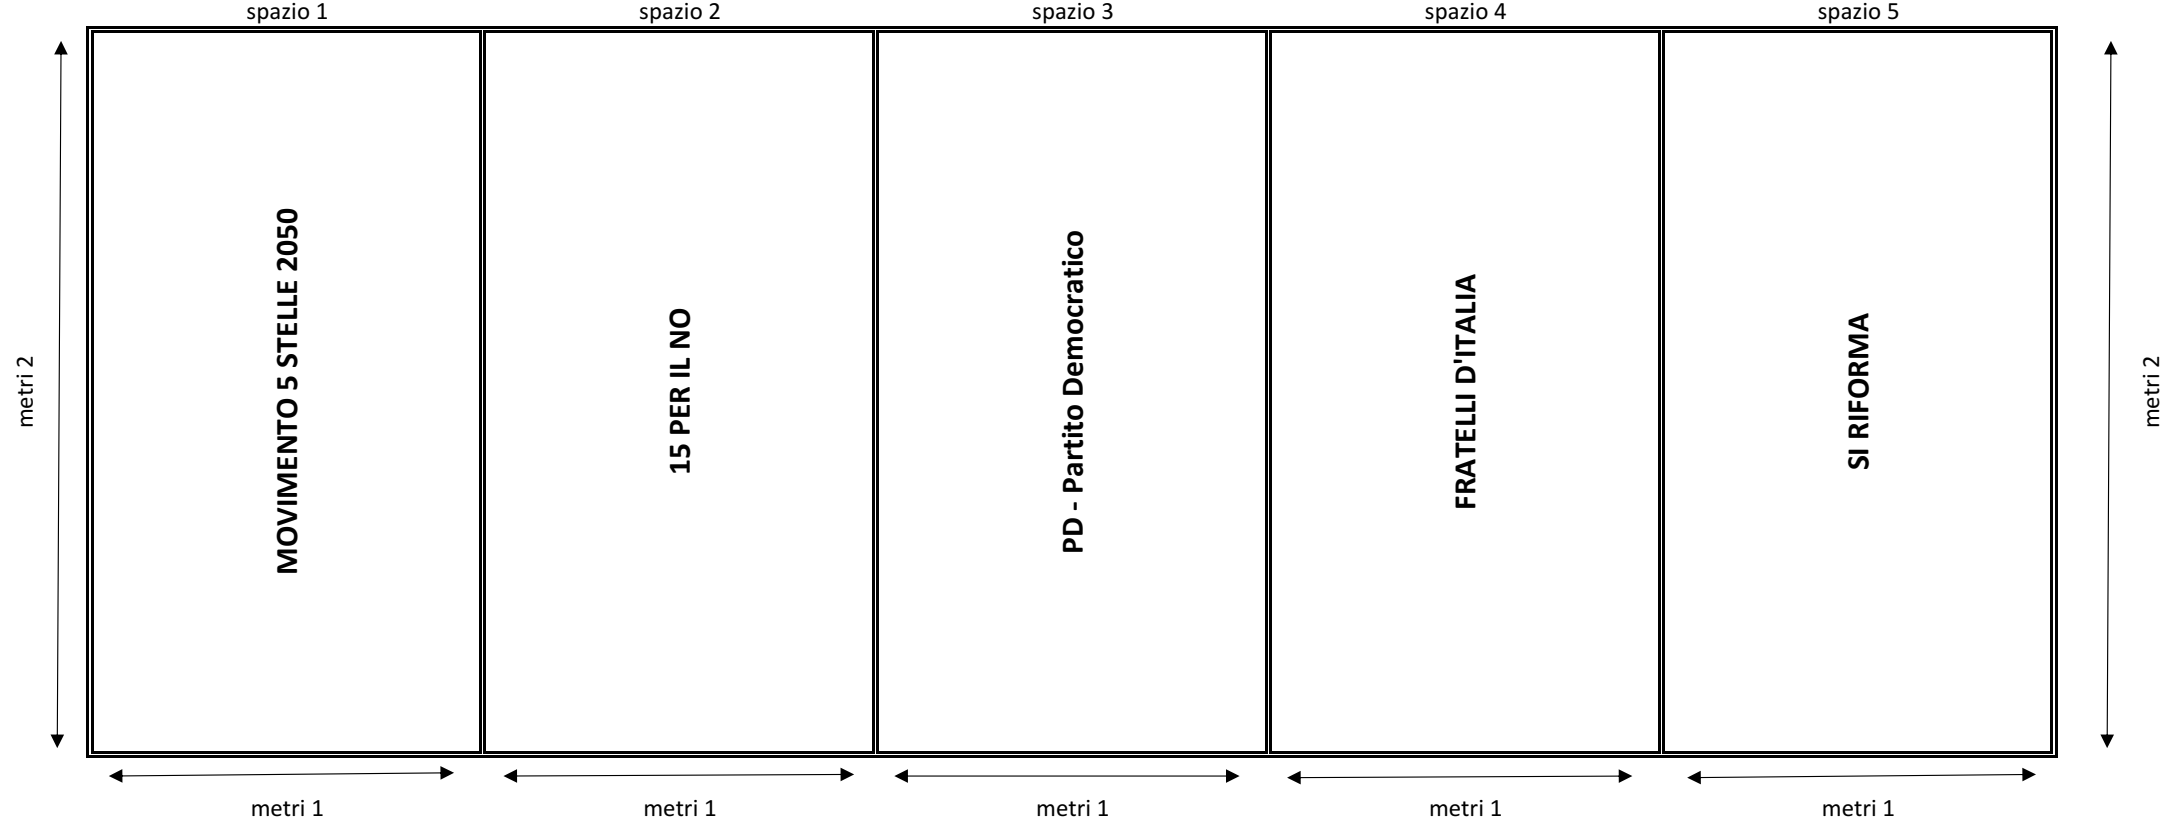 spazio 1
spazio 2
spazio 3
spazio 4
spazio 5
metri 2
MOVIMENTO 5 STELLE 2050
15 PER IL NO
PD - Partito Democratico
FRATELLI D'ITALIA
SI RIFORMA
metri 2
metri 1
metri 1
metri 1
metri 1
metri 1